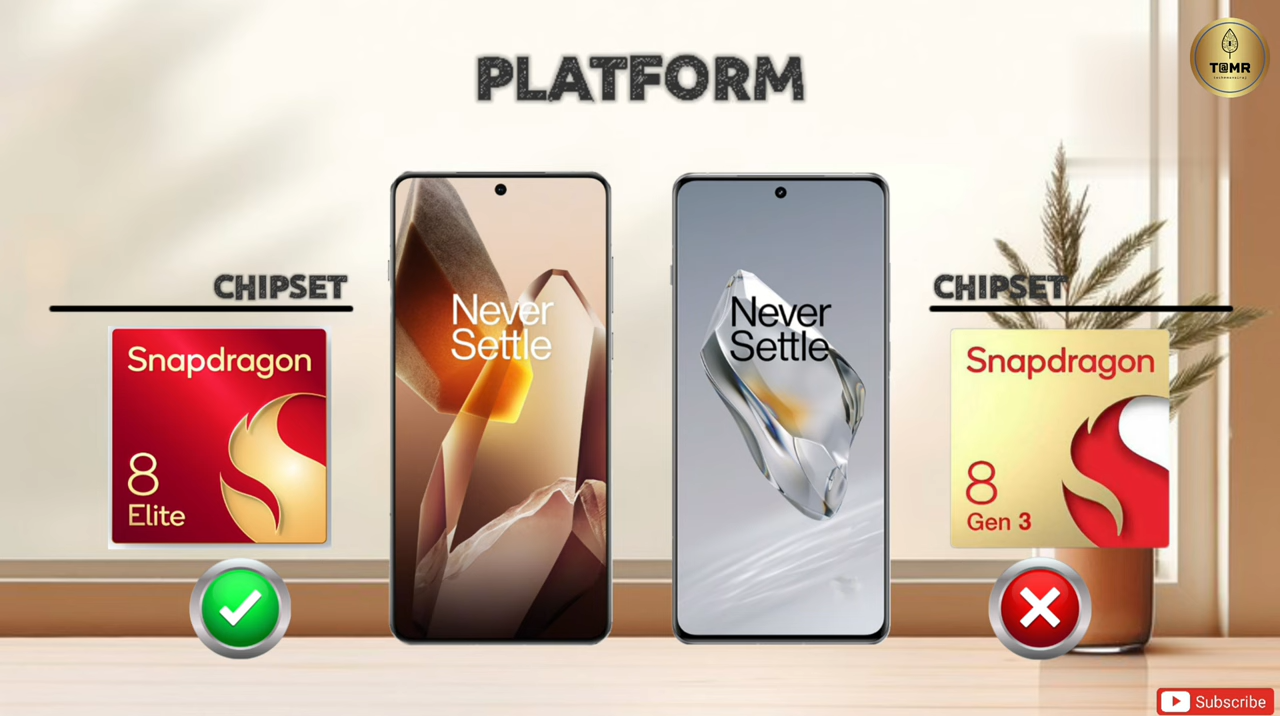 PLATFORM
T@MR
CHIPSET
Snapdragon
8
Elite
Never
Settle
Never
Settle
CHIPSET
Snapdragon
8
Gen 3
Subscribe